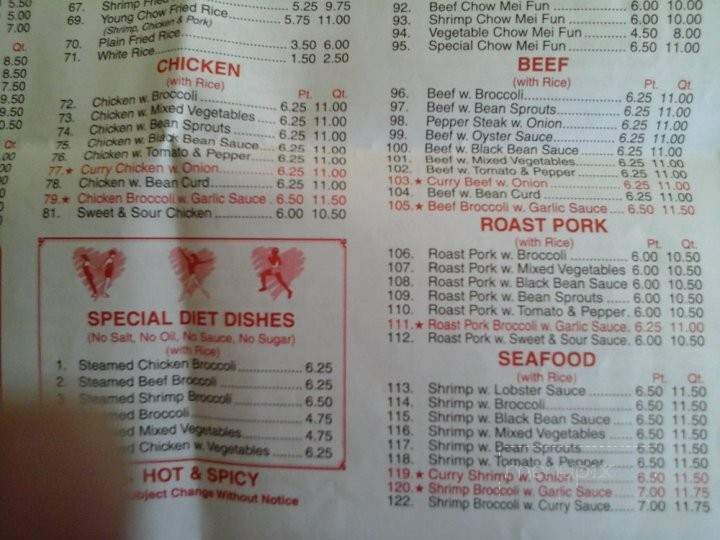 67. Shrimp Fried Rice 5.25 9.75
69. Young Chow Fried Rice 5.75 11.00
(Shrimp, Chicken & Pork)
70. Plain Fried Rice 3.50 6.00
71. White Rice 1.50 2.50
CHICKEN
(with Rice) Pt. Qt.
72. Chicken w. Broccoli 6.25 11.00
73. Chicken w. Mixed Vegetables 6.25 11.00
74. Chicken w. Bean Sprouts 6.25 11.00
75. Chicken w. Black Bean Sauce 6.25 11.00
76. Chicken w. Tomato & Pepper 6.25 11.00
77.★ Curry Chicken w. Onion 6.25 11.00
78. Chicken w. Bean Curd 6.25 11.00
79.★ Chicken Broccoli w. Garlic Sauce 6.50 11.50
81. Sweet & Sour Chicken 6.00 10.50
SPECIAL DIET DISHES
(No Salt, No Oil, No Sauce, No Sugar)
(with Rice)
1. Steamed Chicken Broccoli 6.25
2. Steamed Beef Broccoli 6.25
3. Steamed Shrimp Broccoli 6.50
Broccoli 4.75
Mixed Vegetables 4.75
Chicken w. Vegetables 6.25
HOT & SPICY
Change Without Notice
Qt.
8.50
8.50
7.50
9.50
9.50
0.50
Qt.
92. Beef Chow Mei Fun 6.00 10.00
93. Shrimp Chow Mei Fun 6.00 10.00
94. Vegetable Chow Mei Fun 4.50 8.00
95. Special Chow Mei Fun 6.50 11.00
BEEF
(with Rice) Pt. Qt.
96. Beef w. Broccoli 6.25 11.00
97. Beef w. Bean Sprouts 6.25 11.00
98. Pepper Steak w. Onion 6.25 11.00
99. Beef w. Oyster Sauce 6.25 11.00
100. Beef w. Black Bean Sauce 6.25 11.00
101. Beef w. Mixed Vegetables 6.25 11.00
102. Beef w. Tomato & Pepper 6.25 11.00
103.★ Curry Beef w. Onion 6.25 11.00
104. Beef w. Bean Curd 6.25 11.00
105.★ Beef Broccoli w. Garlic Sauce 6.50 11.50
ROAST PORK
(with Rice) Pt. Qt.
106. Roast Pork w. Broccoli 6.00 10.50
107. Roast Pork w. Mixed Vegetables 6.00 10.50
108. Roast Pork w. Black Bean Sauce 6.00 10.50
109. Roast Pork w. Bean Sprouts 6.00 10.50
110. Roast Pork w. Tomato & Pepper 6.00 10.50
111.★ Roast Pork Broccoli w. Garlic Sauce 6.25 11.00
112. Roast Pork w. Sweet & Sour Sauce 6.00 10.50
SEAFOOD
(with Rice) Pt. Qt.
113. Shrimp w. Lobster Sauce 6.50 11.50
114. Shrimp w. Broccoli 6.50 11.50
115. Shrimp w. Black Bean Sauce 6.50 11.50
116. Shrimp w. Mixed Vegetables 6.50 11.50
117. Shrimp w. Bean Sprouts 6.50 11.50
118. Shrimp w. Tomato & Pepper 6.50 11.50
119.★ Curry Shrimp w. Onion 6.50 11.50
120.★ Shrimp Broccoli w. Garlic Sauce 7.00 11.75
122. Shrimp Broccoli w. Curry Sauce 7.00 11.75